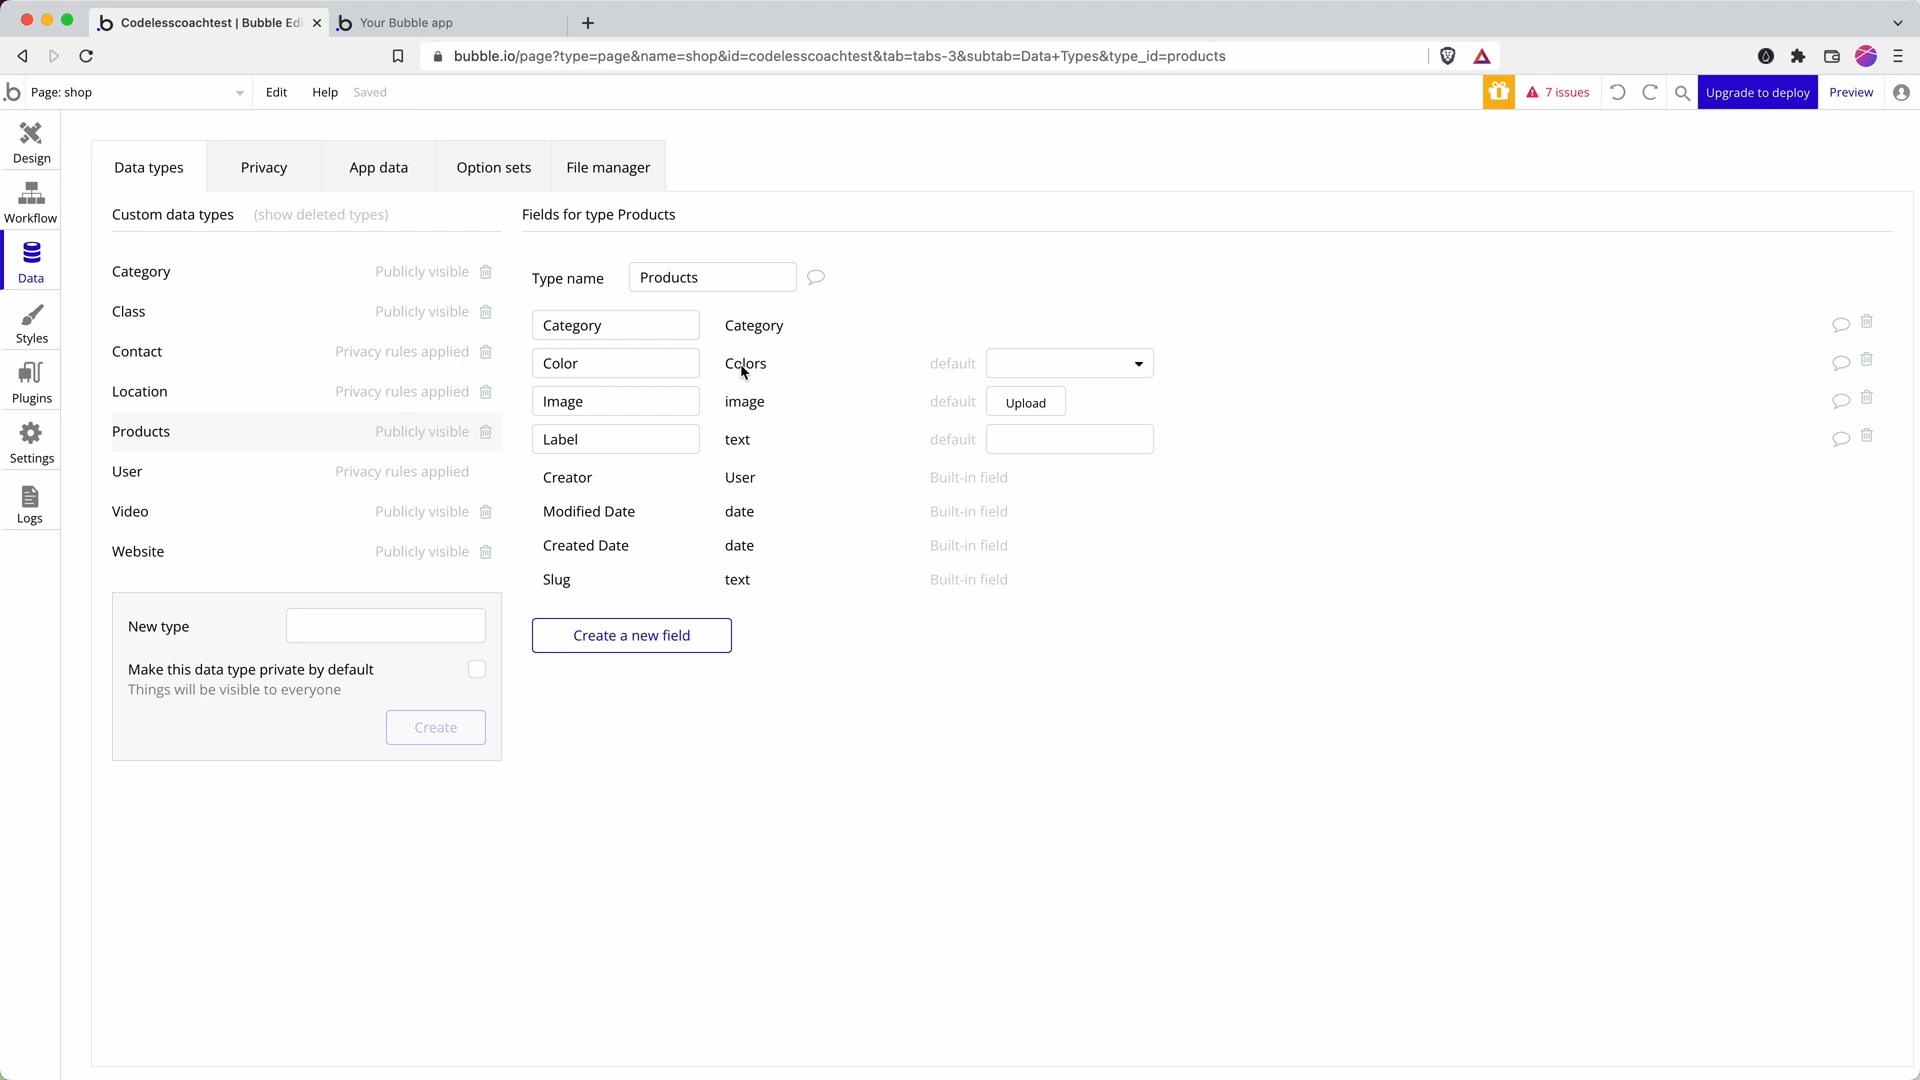 Codelesscoachtest | Bubble Edi
Your Bubble app
bubble.io/page?type=page&name=shop&id=codelesscoachtest&tab=tabs-3&subtab=Data+Types&type_id=products
Page: shop
Edit
Help
Saved
7 issues
Upgrade to deploy
Preview
Design
Workflow
Data
Styles
Plugins
Settings
Logs
Data types
Privacy
App data
Option sets
File manager
Custom data types (show deleted types)
Category Publicly visible
Class Publicly visible
Contact Privacy rules applied
Location Privacy rules applied
Products Publicly visible
User Privacy rules applied
Video Publicly visible
Website Publicly visible
New type
Make this data type private by default
Things will be visible to everyone
Create
Fields for type Products
Type name Products
Category Category
Color Colors default
Image image default Upload
Label text default
Creator User Built-in field
Modified Date date Built-in field
Created Date date Built-in field
Slug text Built-in field
Create a new field